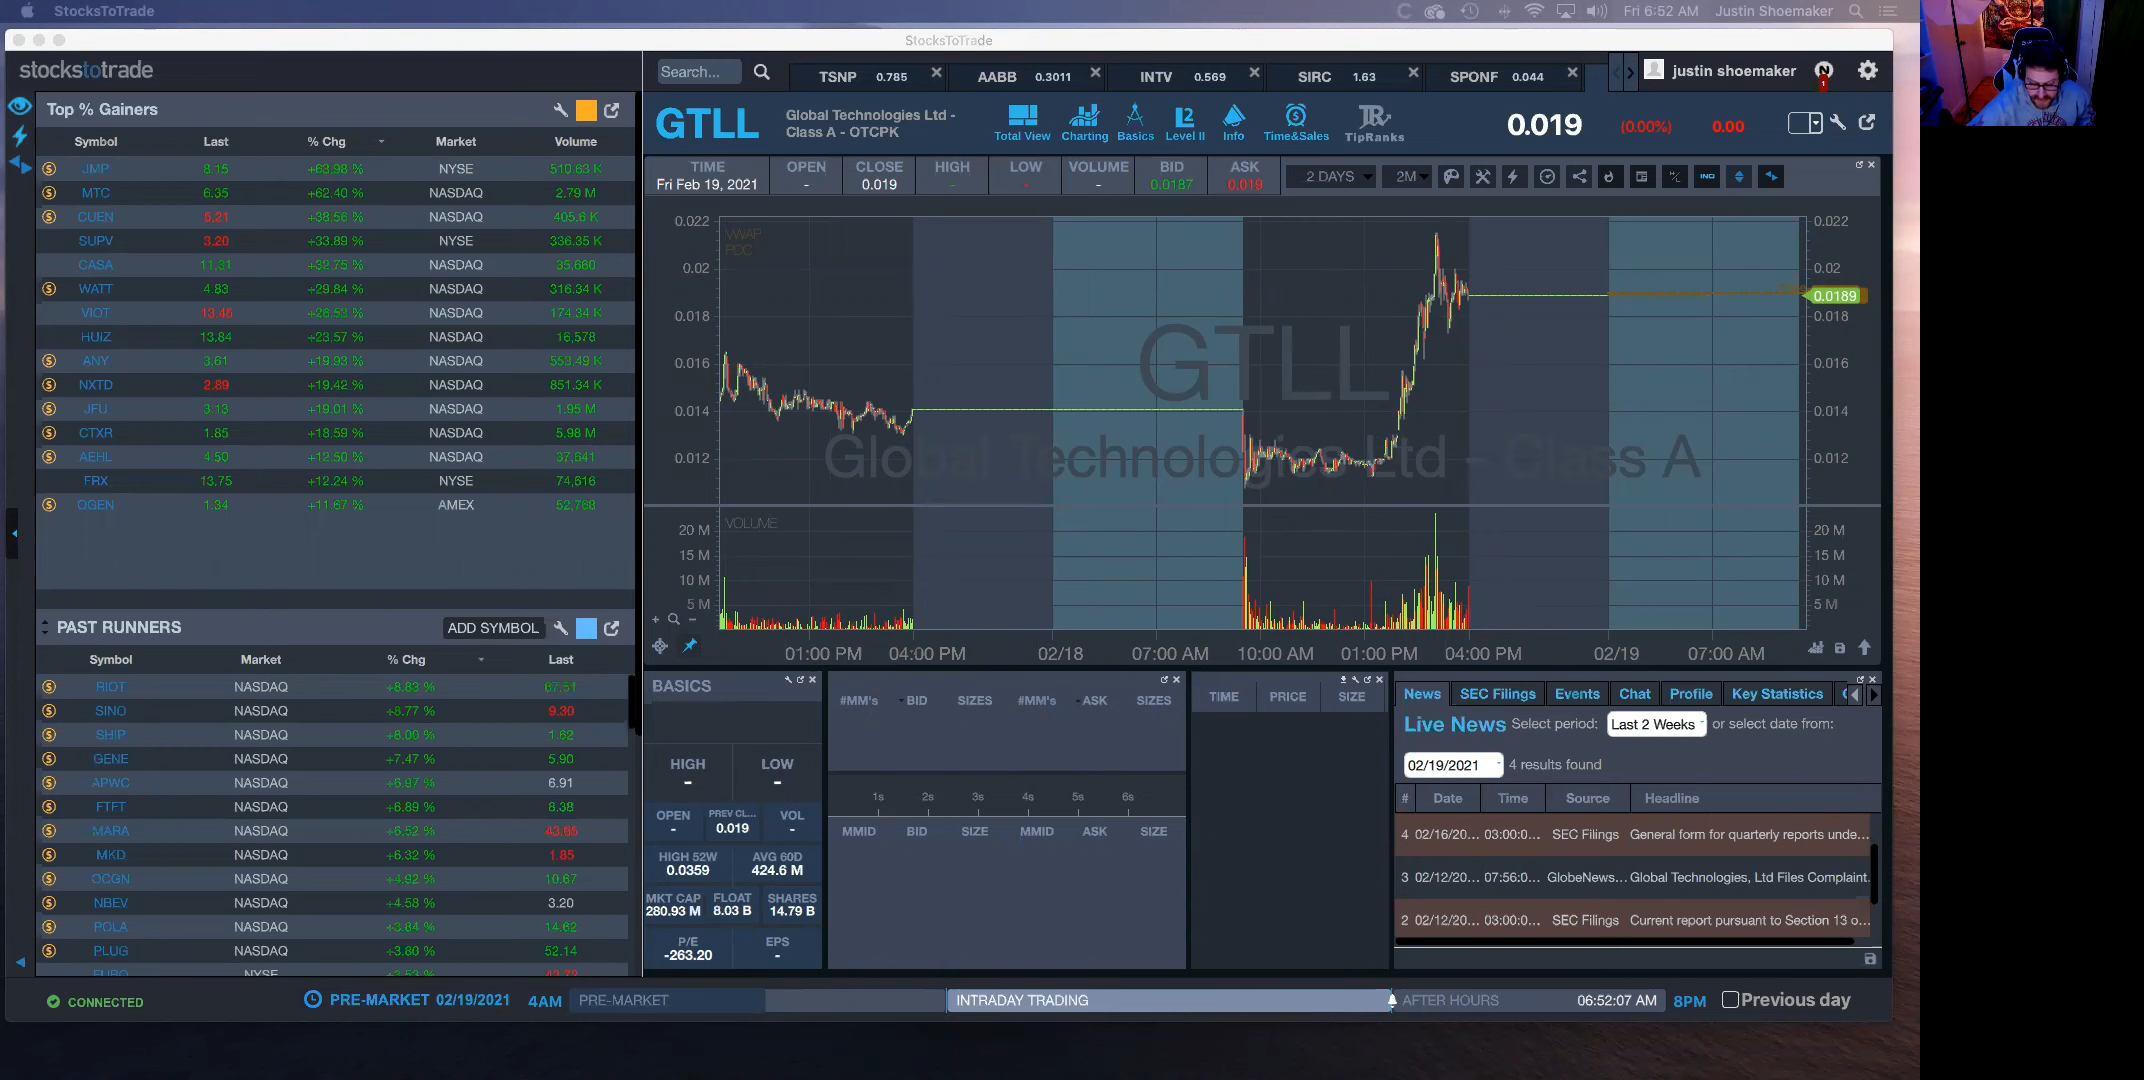 StocksToTrade
Fri 6:52 AM Justin Shoemaker
StocksToTrade
stockstotrade
Search...
TSNP 0.785
AABB 0.3011
INTV 0.569
SIRC 1.63
SPONF 0.044
justin shoemaker
N
1
Top % Gainers
Symbol Last % Chg Market Volume
JMP 8.15 +63.98 % NYSE 510.63 K
MTC 6.35 +62.40 % NASDAQ 2.79 M
CUEN 5.21 +38.56 % NASDAQ 405.6 K
SUPV 3.20 +33.89 % NYSE 336.35 K
CASA 11.31 +32.75 % NASDAQ 35,660
WATT 4.83 +29.84 % NASDAQ 316.34 K
VIOT 13.45 +26.53 % NASDAQ 174.34 K
HUIZ 13.84 +23.57 % NASDAQ 16,578
ANY 3.61 +19.93 % NASDAQ 553.49 K
NXTD 2.89 +19.42 % NASDAQ 851.34 K
JFU 3.13 +19.01 % NASDAQ 1.95 M
CTXR 1.85 +18.59 % NASDAQ 5.98 M
AEHL 4.50 +12.50 % NASDAQ 37,641
FRX 13.75 +12.24 % NYSE 74,616
OGEN 1.34 +11.67 % AMEX 52,768
PAST RUNNERS
ADD SYMBOL
Symbol Market % Chg Last
RIOT NASDAQ +8.83 % 67.51
SINO NASDAQ +8.77 % 9.30
SHIP NASDAQ 1.62
GENE NASDAQ +7.47 % 5.90
APWC NASDAQ +6.97 % 6.91
FTFT NASDAQ +6.89 % 8.38
MARA NASDAQ +6.52 % 43.65
MKD NASDAQ +6.32 % 1.85
OCGN NASDAQ +4.92 % 10.67
NBEV NASDAQ +4.58 % 3.20
POLA NASDAQ 14.62
PLUG NASDAQ 52.14
NYSE
GTLL
Global Technologies Ltd -
Class A - OTCPK
Total View
Charting
Basics
Level II
Info
Time&Sales
TipRanks
0.019 (0.00%) 0.00
TIME OPEN CLOSE HIGH LOW VOLUME BID ASK
Fri Feb 19, 2021 - 0.019 - - - 0.0187 0.019
2 DAYS 2M
VWAP
PDC
0.022 0.022
0.02 0.02
0.0189
0.018 0.018
0.016 0.016
0.014 0.014
0.012 0.012
GTLL
Global Technologies Ltd - Class A
VOLUME
20 M 20 M
15 M 15 M
10 M 10 M
5 M 5 M
01:00 PM 04:00 PM 02/18 07:00 AM 10:00 AM 01:00 PM 04:00 PM 02/19 07:00 AM
BASICS
HIGH LOW
- -
OPEN PREV CL... VOL
- 0.019 -
HIGH 52W AVG 60D
0.0359 424.6 M
MKT CAP FLOAT SHARES
280.93 M 8.03 B 14.79 B
P/E EPS
-263.20 -
#MM's BID SIZES #MM's ASK SIZES
1s 2s 3s 4s 5s 6s
MMID BID SIZE MMID ASK SIZE
TIME PRICE SIZE
News SEC Filings Events Chat Profile Key Statistics
Live News Select period: Last 2 Weeks or select date from:
02/19/2021 4 results found
# Date Time Source Headline
4 02/16/20... 03:00:0... SEC Filings General form for quarterly reports unde...
3 02/12/20... 07:56:0... GlobeNews... Global Technologies, Ltd Files Complaint
2 02/12/20... 03:00:0... SEC Filings Current report pursuant to Section 13 o...
CONNECTED
PRE-MARKET 02/19/2021 4AM PRE-MARKET INTRADAY TRADING AFTER HOURS 06:52:07 AM 8PM Previous day